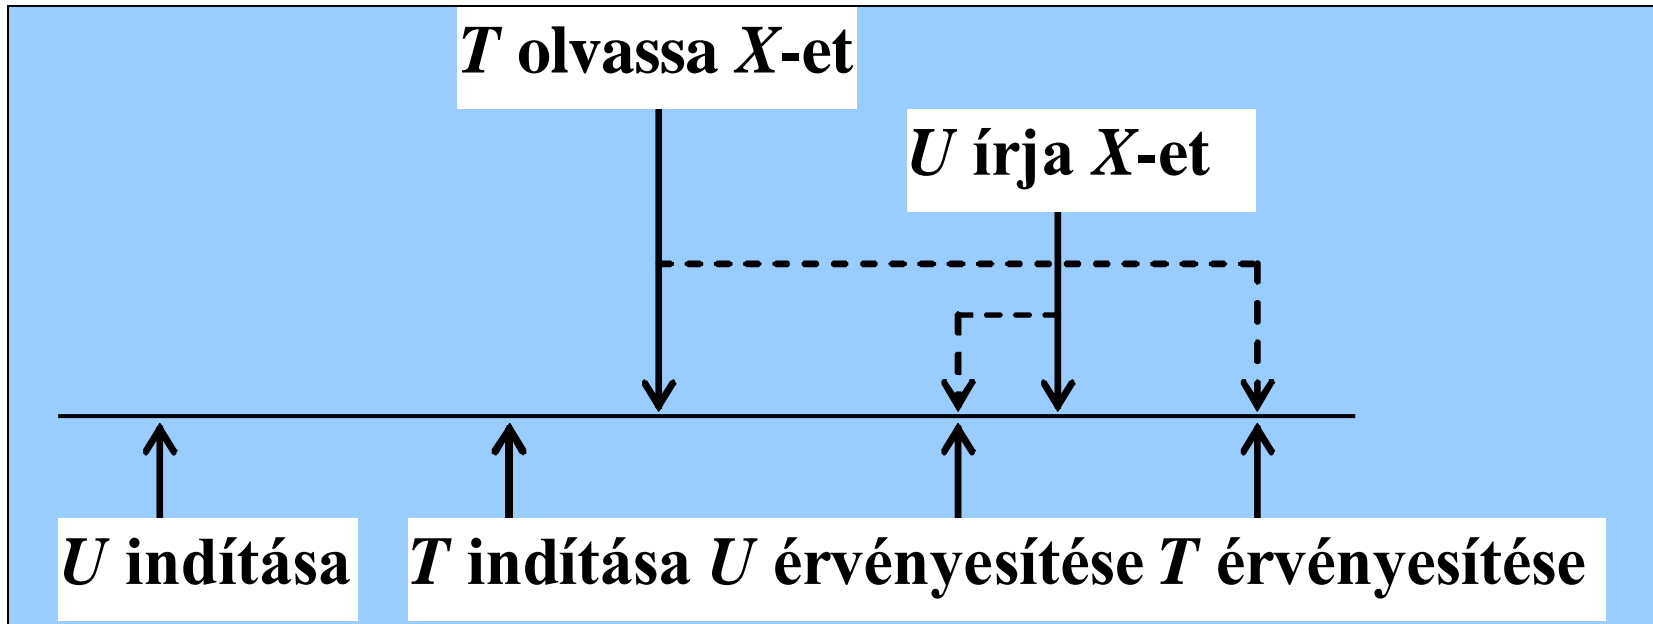 T olvassa X-et
U írja X-et
U indítása T indítása U érvényesítése T érvényesítése